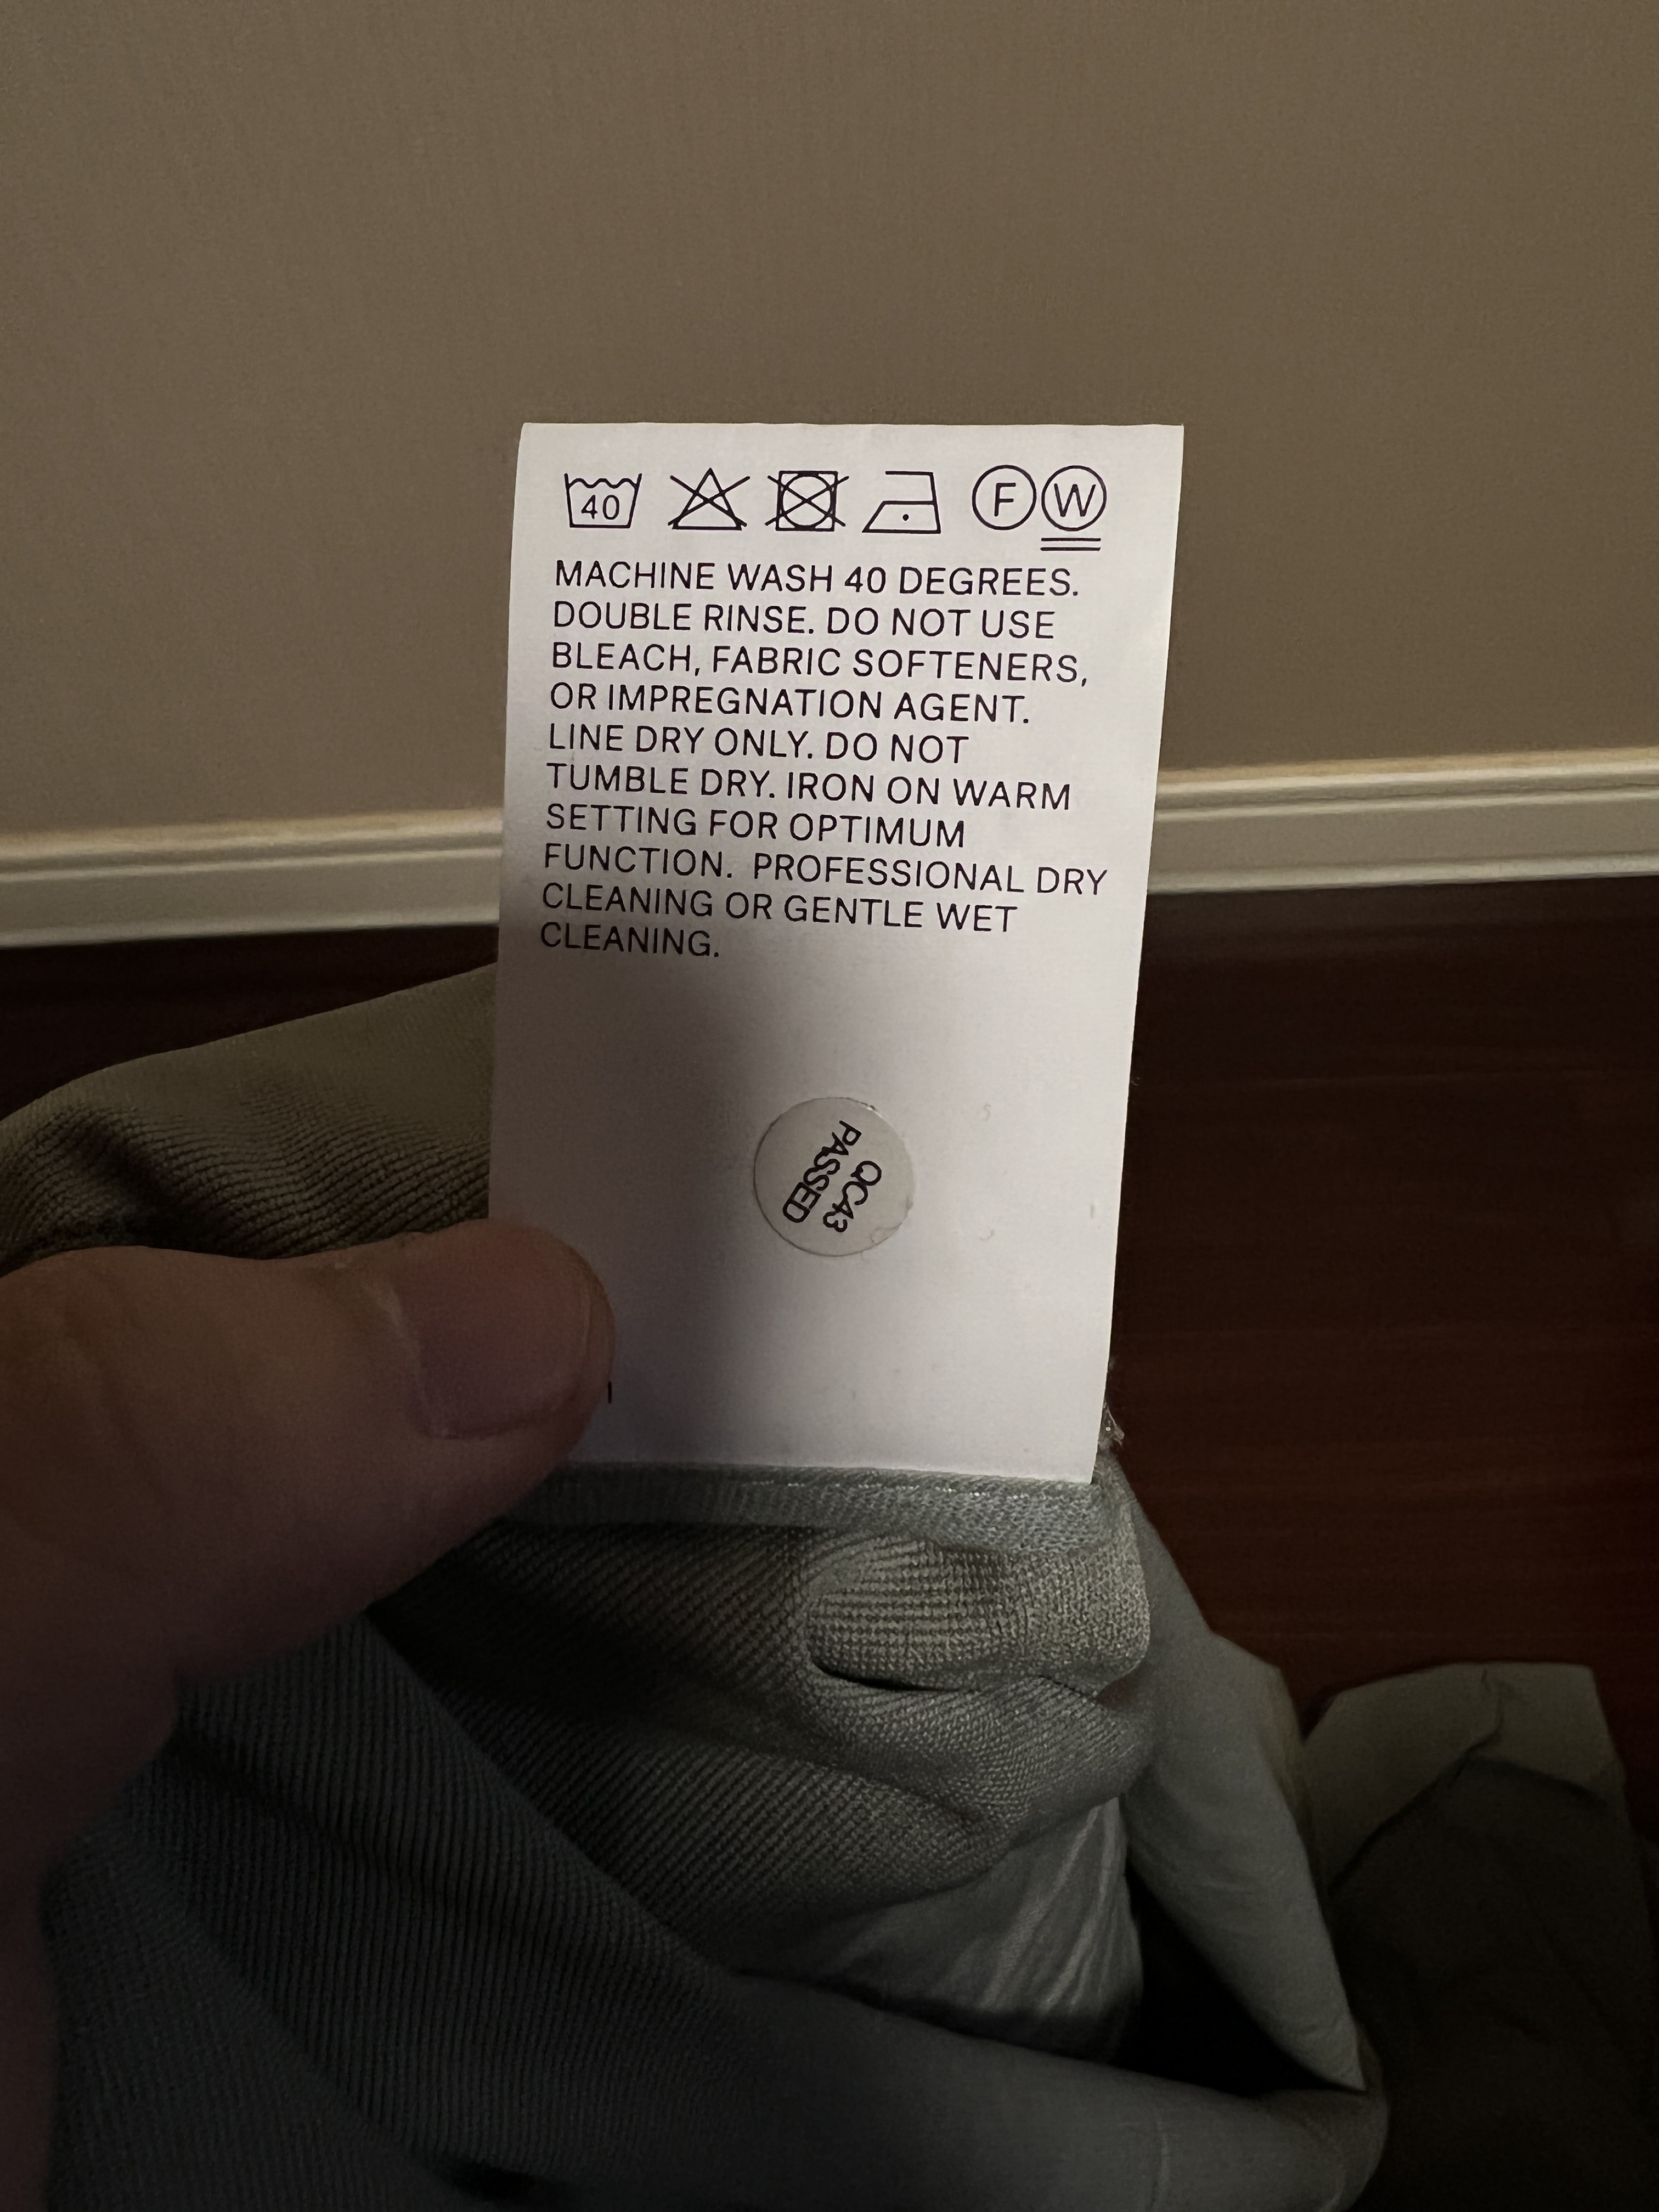 40 F W
MACHINE WASH 40 DEGREES.
DOUBLE RINSE. DO NOT USE
BLEACH, FABRIC SOFTENERS,
OR IMPREGNATION AGENT.
LINE DRY ONLY. DO NOT
TUMBLE DRY. IRON ON WARM
SETTING FOR OPTIMUM
FUNCTION. PROFESSIONAL DRY
CLEANING OR GENTLE WET
CLEANING.
QC43
PASSED
1